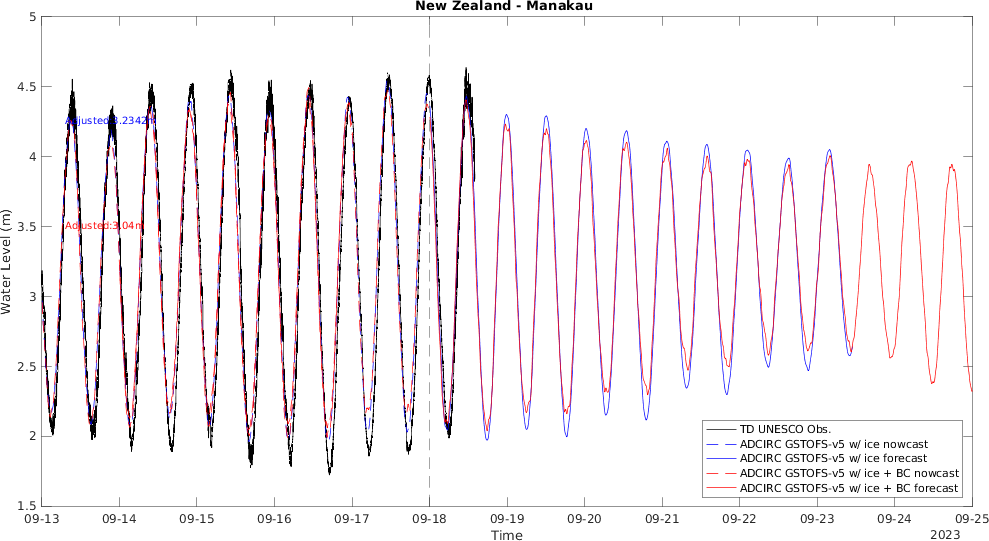 New Zealand - Manakau
5
4.5
4
3.5
3
2.5
2
1.5
Water Level (m)
Adjusted:3.2342m
Adjusted:3.04m
TD UNESCO Obs.
ADCIRC GSTOFS-v5 w/ ice nowcast
ADCIRC GSTOFS-v5 w/ ice forecast
ADCIRC GSTOFS-v5 w/ ice + BC nowcast
ADCIRC GSTOFS-v5 w/ ice + BC forecast
09-13 09-14 09-15 09-16 09-17 09-18 09-19 09-20 09-21 09-22 09-23 09-24 09-25
Time
2023